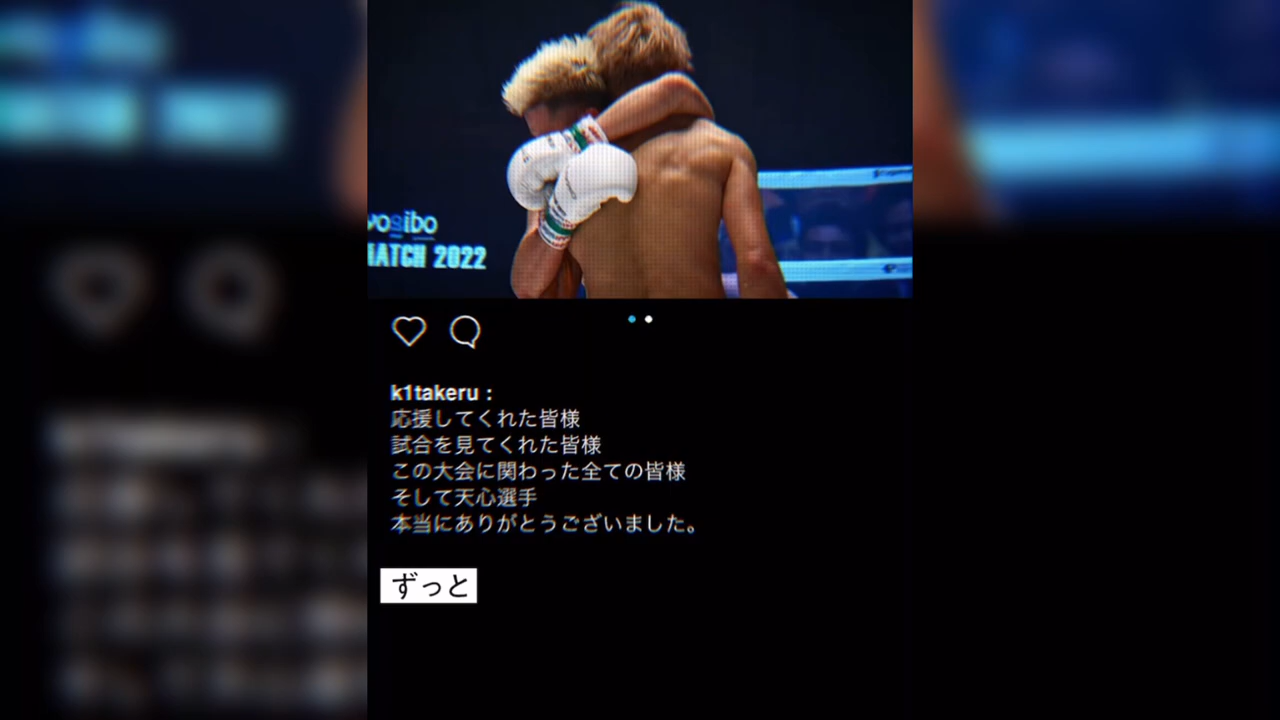 yogibo
MATCH 2022
k1takeru：
応援してくれた皆様
試合を見てくれた皆様
この大会に関わった全ての皆様
そして天心選手
本当にありがとうございました。
ずっと